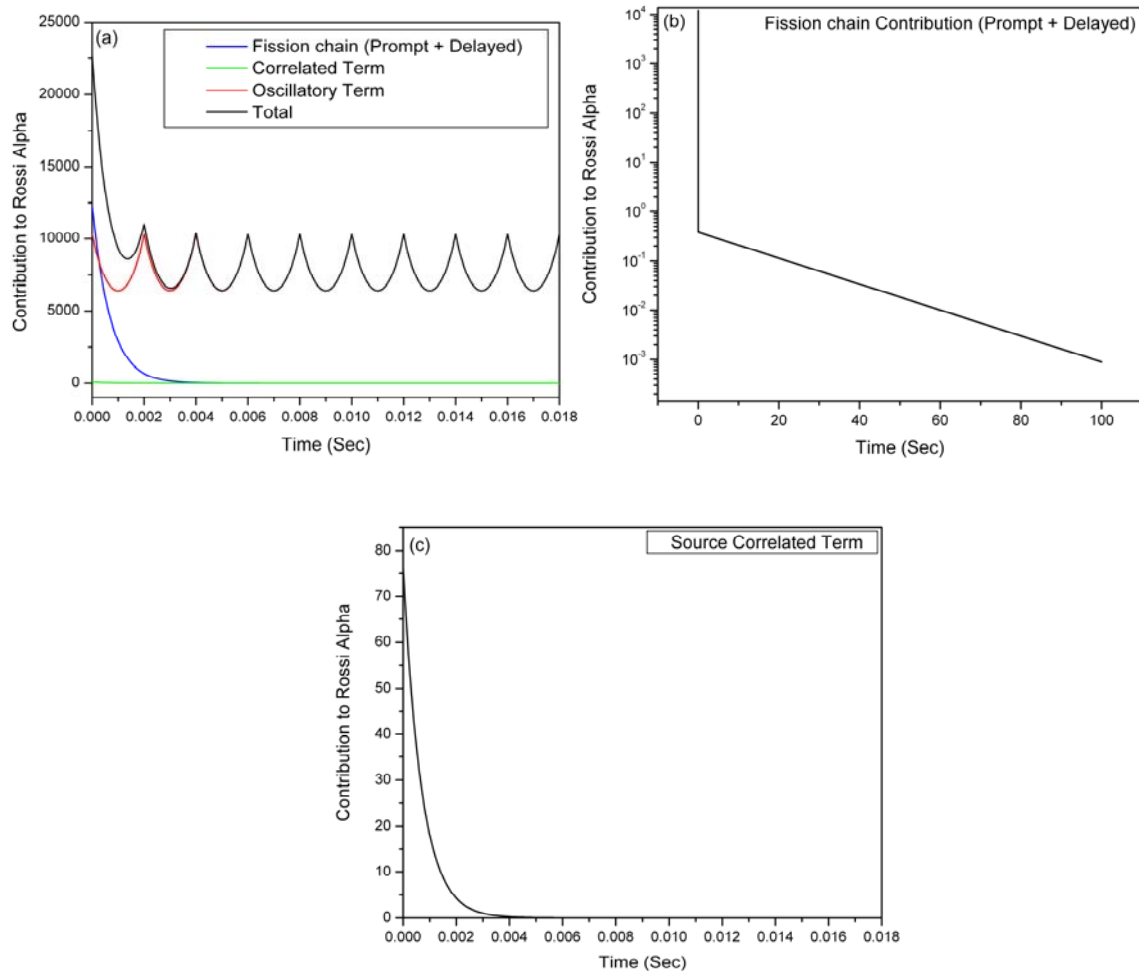 (a)
Fission chain (Prompt + Delayed)
Correlated Term
Oscillatory Term
Total
25000
20000
15000
10000
5000
0
Contribution to Rossi Alpha
0.000 0.002 0.004 0.006 0.008 0.010 0.012 0.014 0.016 0.018
Time (Sec)
(b)
Fission chain Contribution (Prompt + Delayed)
10^4
10^3
10^2
10^1
10^0
10^-1
10^-2
10^-3
Contribution to Rossi Alpha
0 20 40 60 80 100
Time (Sec)
(c)
Source Correlated Term
80
70
60
50
40
30
20
10
0
Contribution to Rossi Alpha
0.000 0.002 0.004 0.006 0.008 0.010 0.012 0.014 0.016 0.018
Time (Sec)